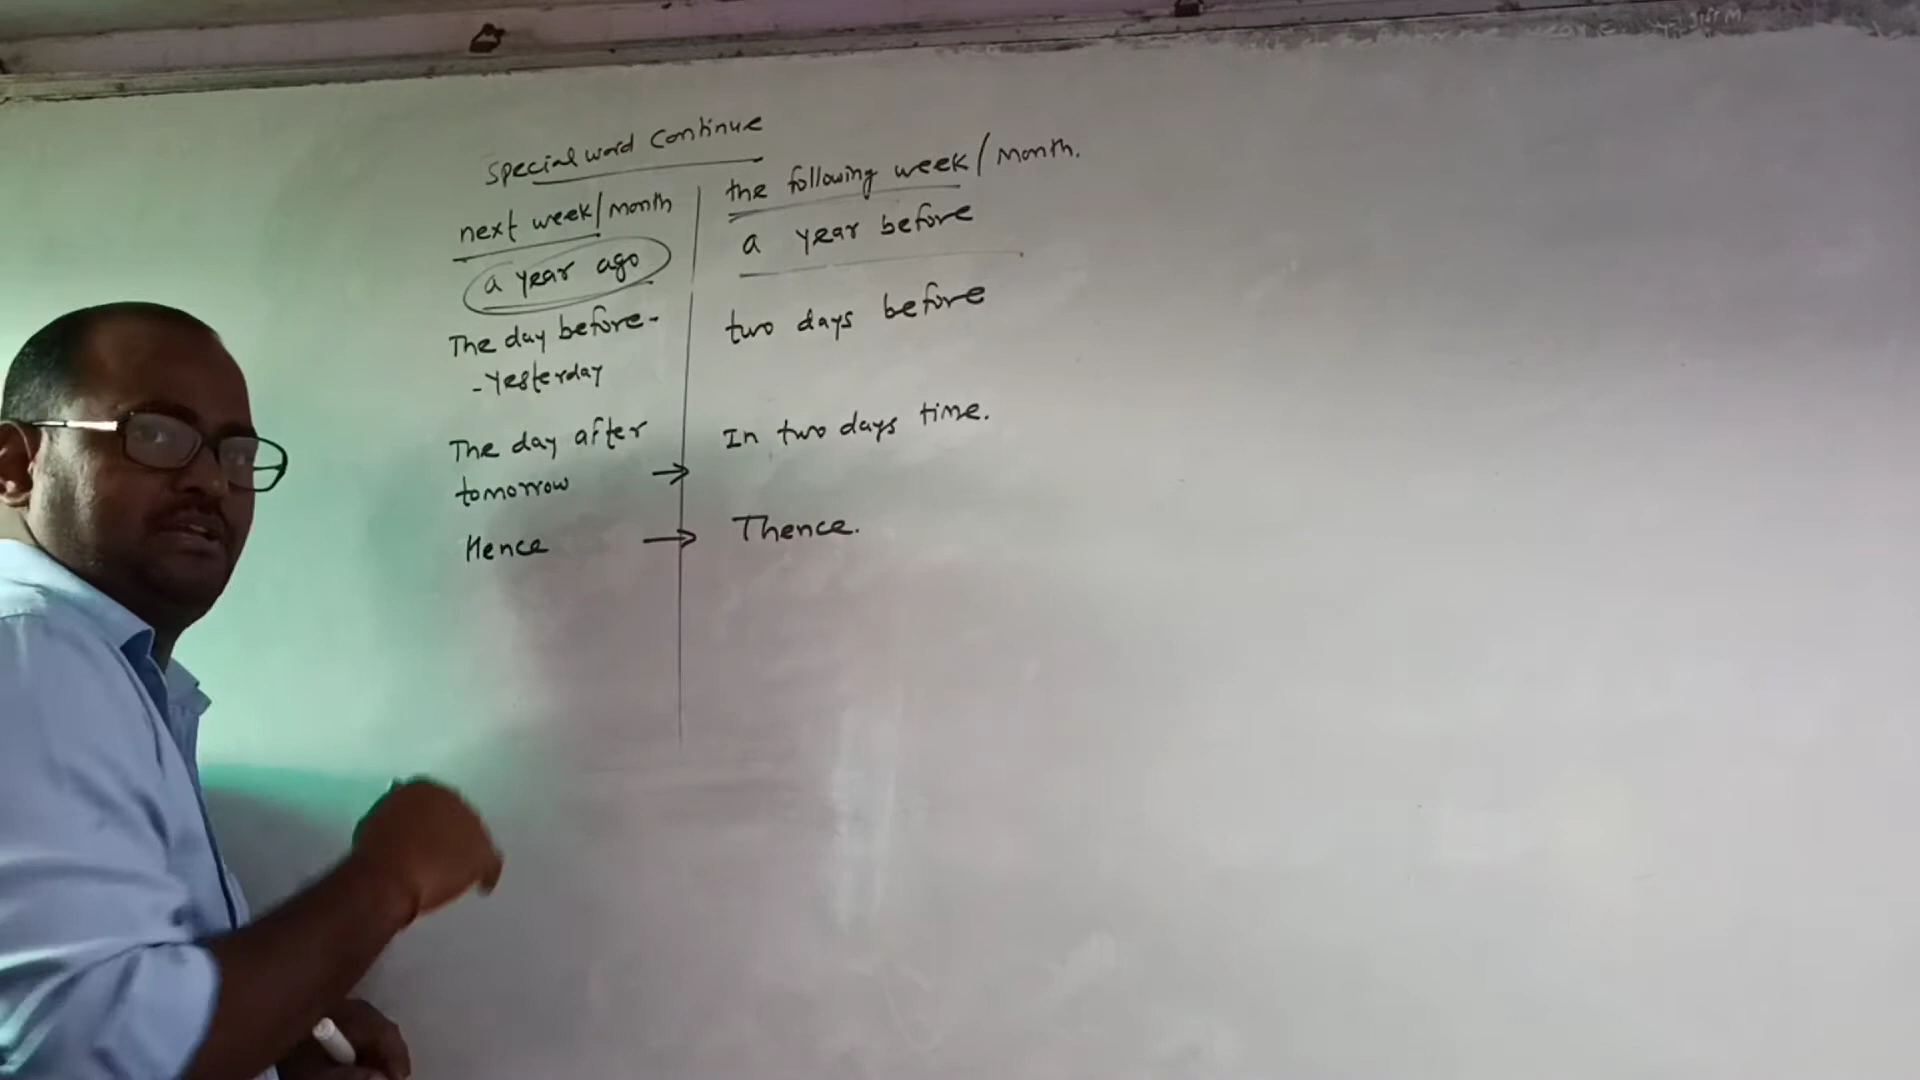 Special word Continue
next week/month the following week/month.
a year ago a year before
The day before - two days before
- Yesterday
The day after In two days time.
tomorrow →
Hence → Thence.